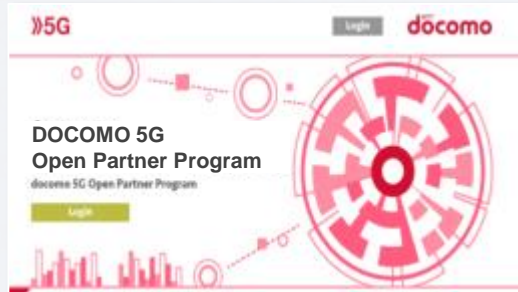 5G
Login
docomo
DOCOMO 5G
Open Partner Program
docomo 5G Open Partner Program
Login